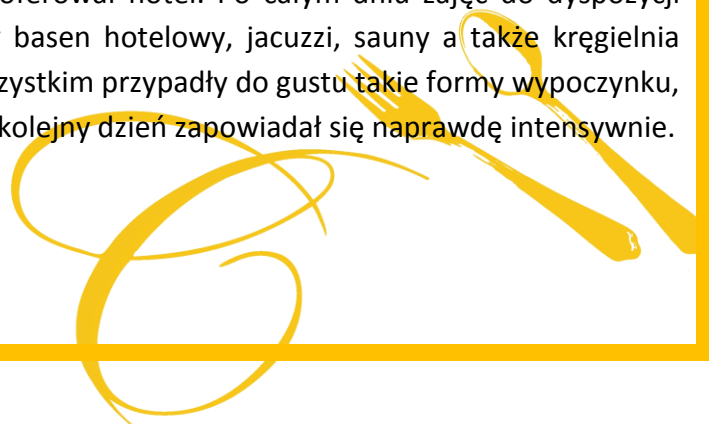 hotel. Po całym dniu zajęć do dyspozycji
basen hotelowy, jacuzzi, sauny a także kręgielnia
przypadły do gustu takie formy wypoczynku,
kolejny dzień zapowiadał się naprawdę intensywnie.